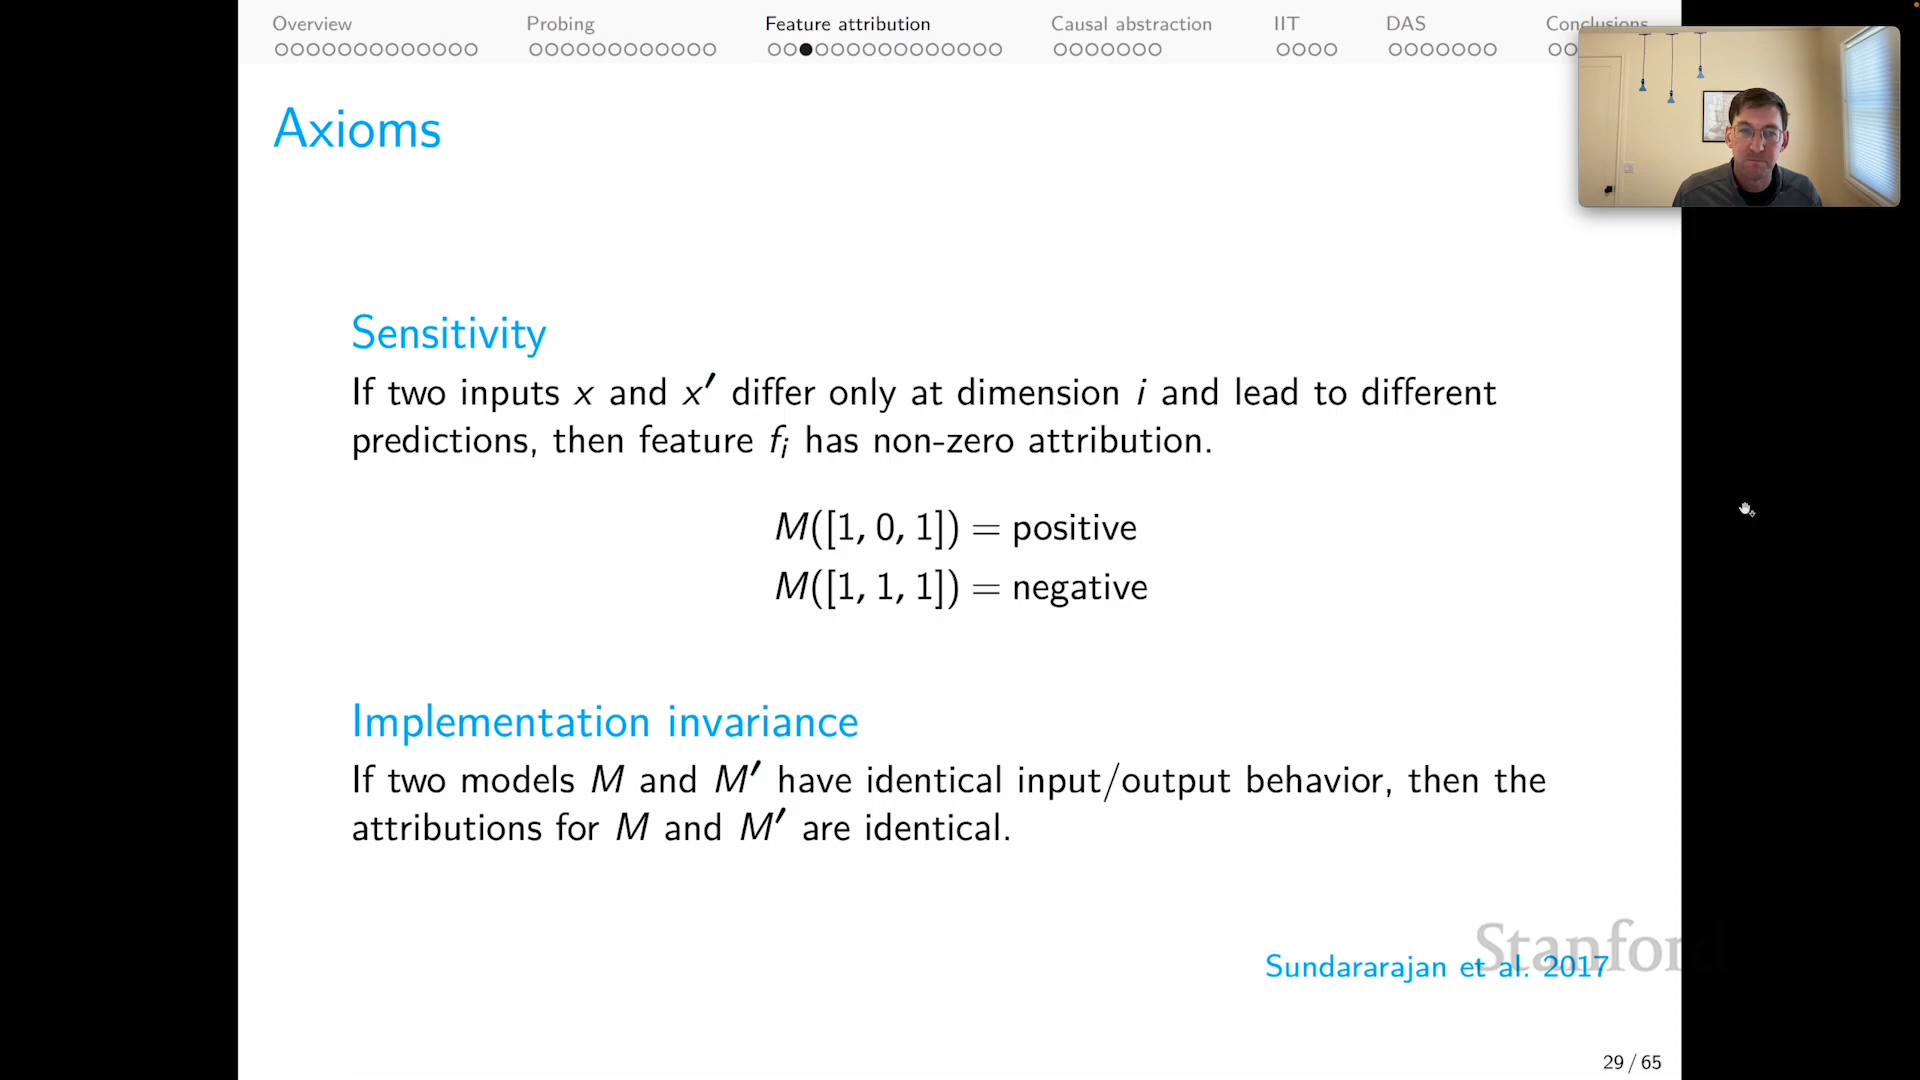 Overview Probing Feature attribution Causal abstraction IIT DAS Conclusions
Axioms
Sensitivity
If two inputs x and x′ differ only at dimension i and lead to different
predictions, then feature fᵢ has non-zero attribution.
M([1, 0, 1]) = positive
M([1, 1, 1]) = negative
Implementation invariance
If two models M and M′ have identical input/output behavior, then the
attributions for M and M′ are identical.
Stanford
Sundararajan et al. 2017
29 / 65